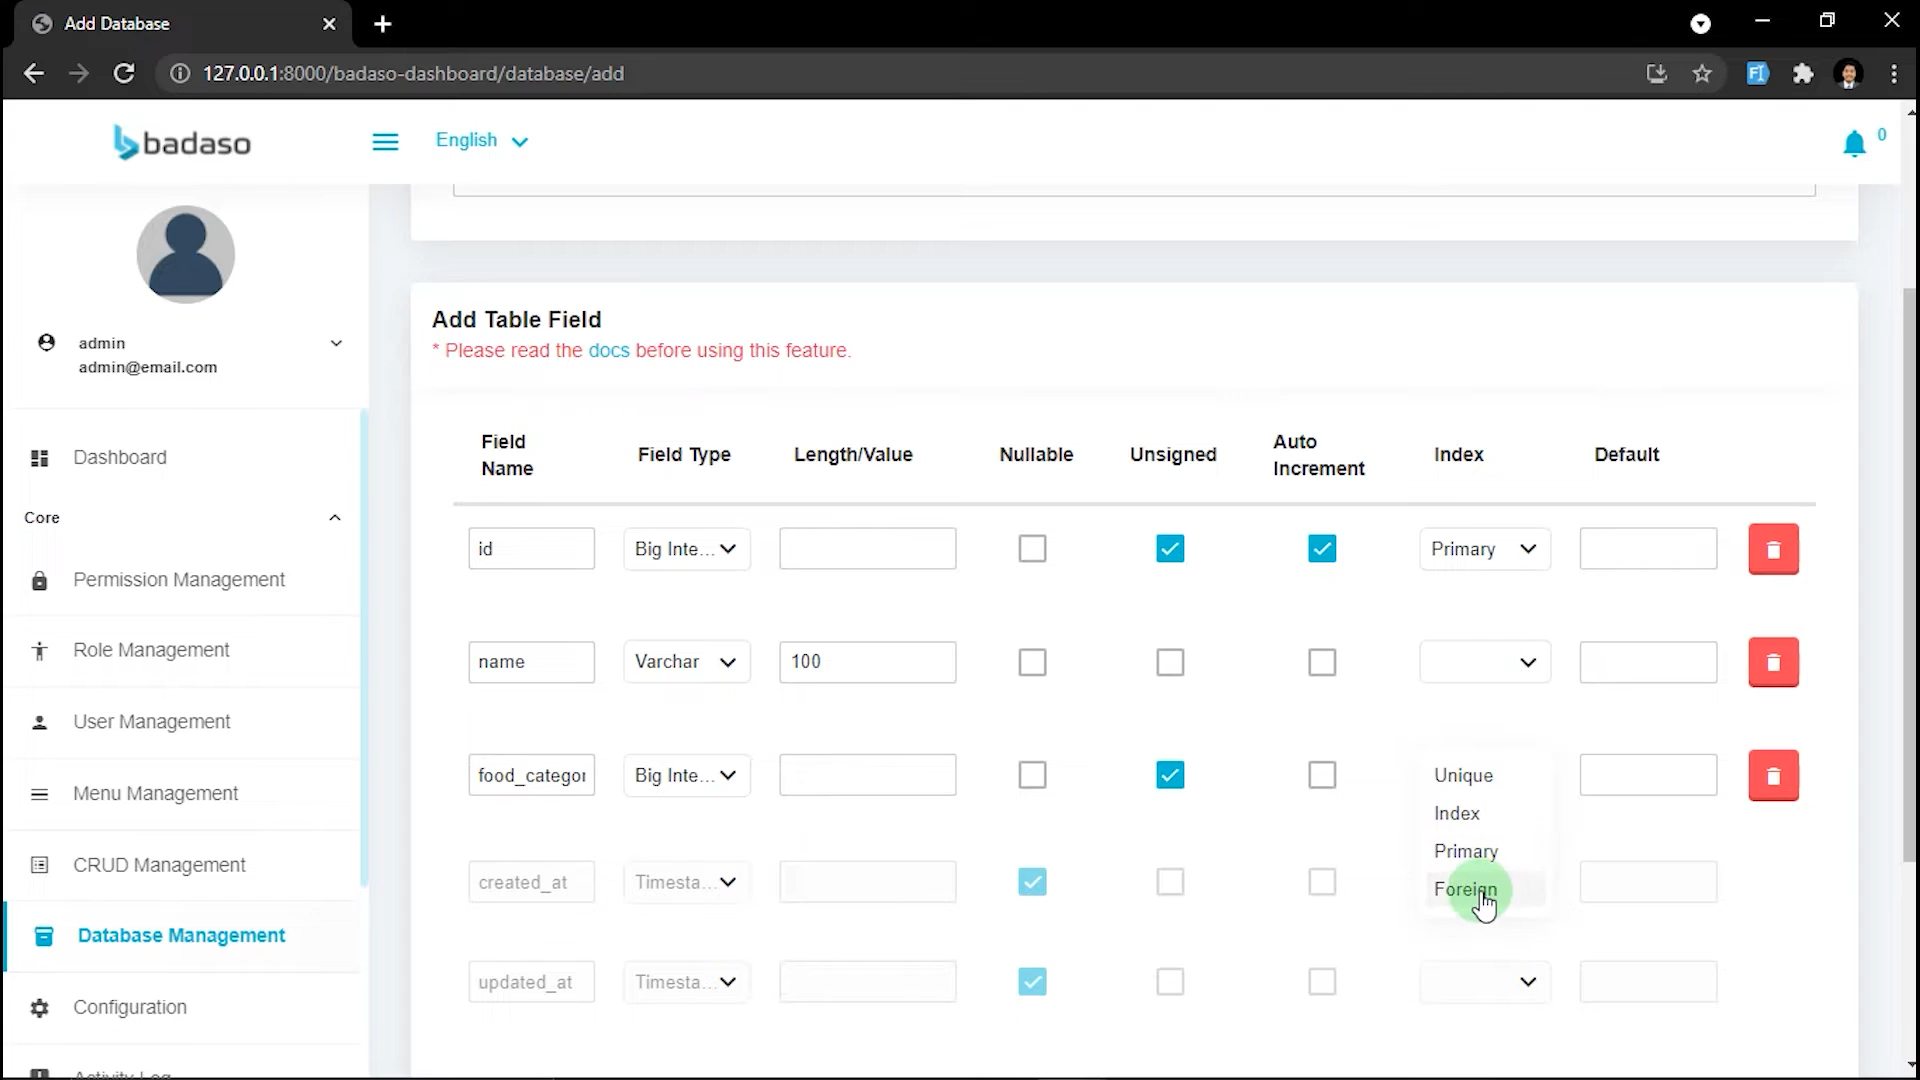 Add Database
127.0.0.1:8000/badaso-dashboard/database/add
badaso
English
0
admin
admin@email.com
Dashboard
Core
Permission Management
Role Management
User Management
Menu Management
CRUD Management
Database Management
Configuration
Activity Log
Add Table Field
* Please read the docs before using this feature.
Field Name
Field Type
Length/Value
Nullable
Unsigned
Auto Increment
Index
Default
id
Big Inte...
Primary
name
Varchar
100
food_categor
Big Inte...
Unique
Index
Primary
Foreign
created_at
Timesta...
updated_at
Timesta...